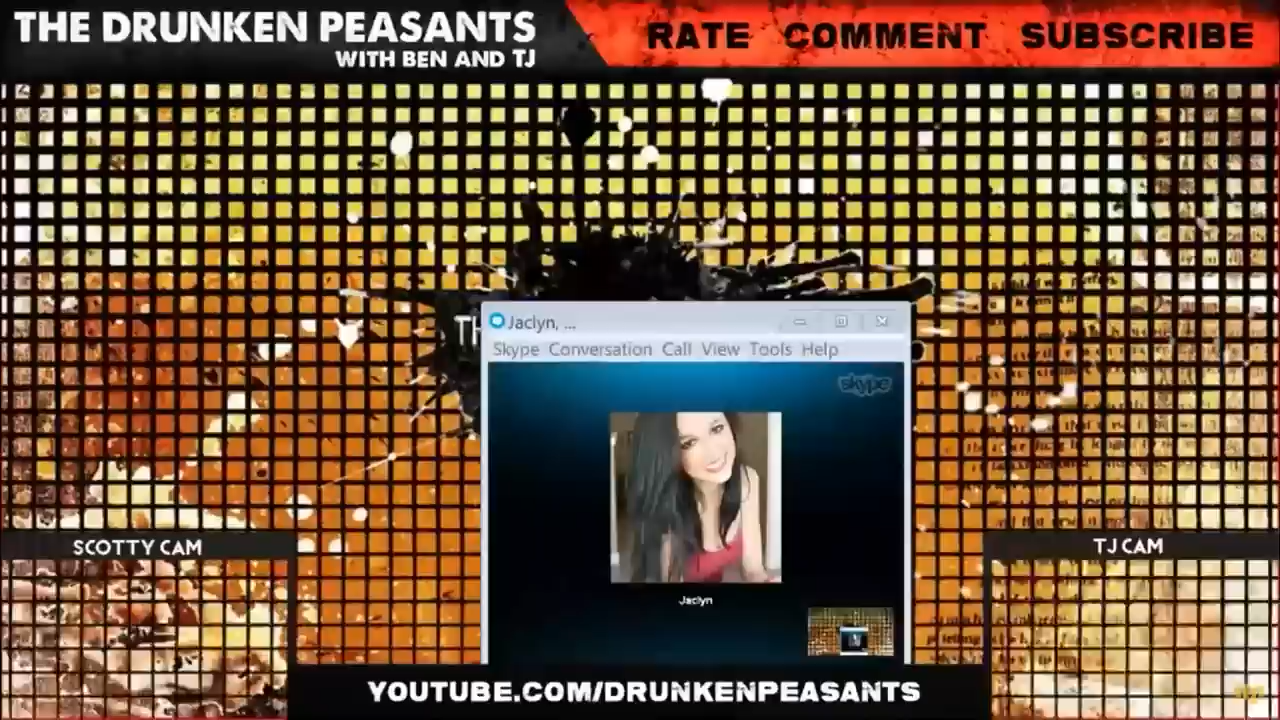 THE DRUNKEN PEASANTS
WITH BEN AND TJ
RATE COMMENT SUBSCRIBE
TH
Jaclyn, ...
Skype Conversation Call View Tools Help
skype
Jaclyn
SCOTTY CAM
TJ CAM
YOUTUBE.COM/DRUNKENPEASANTS